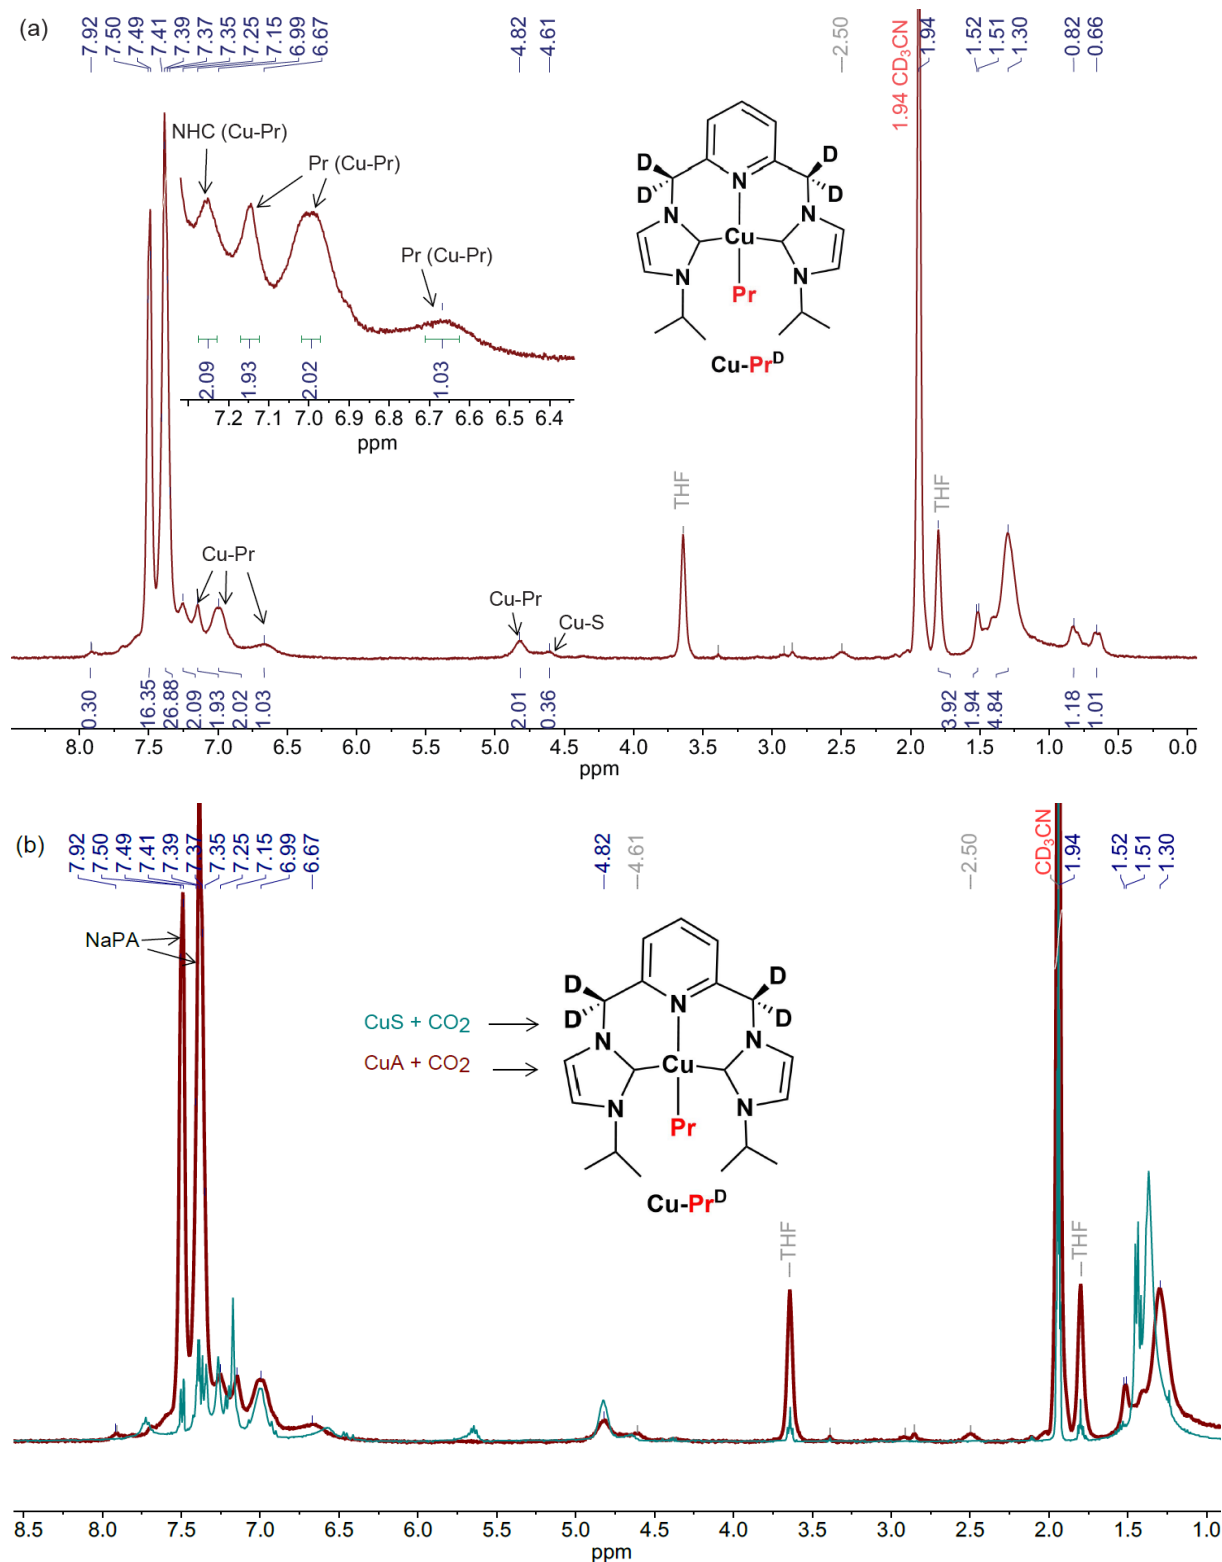 (a)
7.92
7.50
7.49
7.41
7.39
7.37
7.35
7.25
7.15
6.99
6.67
4.82
4.61
2.50
1.94 CD3CN
1.94
1.52
1.51
1.30
0.82
0.66
NHC (Cu-Pr)
Pr (Cu-Pr)
Pr (Cu-Pr)
2.09
1.93
2.02
1.03
7.2 7.1 7.0 6.9 6.8 6.7 6.6 6.5 6.4
ppm
D D
D D
N
N N
Cu
N N
Pr
Cu-PrD
THF
THF
Cu-Pr
Cu-Pr
Cu-S
0.30
16.35
26.88
2.09
1.93
2.02
1.03
2.01
0.36
3.92
1.94
4.84
1.18
1.01
8.0 7.5 7.0 6.5 6.0 5.5 5.0 4.5 4.0 3.5 3.0 2.5 2.0 1.5 1.0 0.5 0.0
ppm
(b)
7.92
7.50
7.49
7.41
7.39
7.37
7.35
7.25
7.15
6.99
6.67
4.82
4.61
2.50
CD3CN
1.94
1.52
1.51
1.30
NaPA
CuS + CO2
CuA + CO2
D D
D D
N
N N
Cu
N N
Pr
Cu-PrD
THF
THF
8.5 8.0 7.5 7.0 6.5 6.0 5.5 5.0 4.5 4.0 3.5 3.0 2.5 2.0 1.5 1.0
ppm